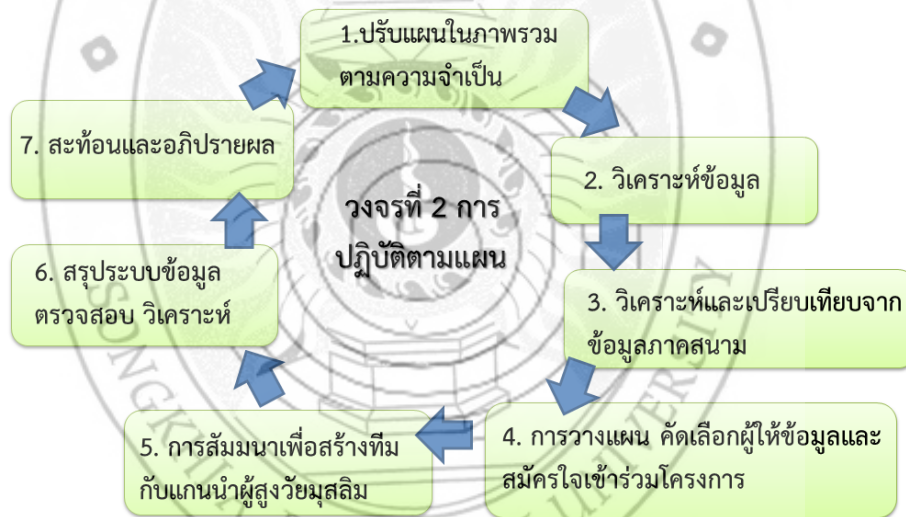 1.ปรับแผนในภาพรวม
ตามความจำเป็น
2. วิเคราะห์ข้อมูล
3. วิเคราะห์และเปรียบเทียบจาก
ข้อมูลภาคสนาม
4. การวางแผน คัดเลือกผู้ให้ข้อมูลและ
สมัครใจเข้าร่วมโครงการ
5. การสัมมนาเพื่อสร้างทีม
กับแกนนำผู้สูงวัยมุสลิม
6. สรุประบบข้อมูล
ตรวจสอบ วิเคราะห์
7. สะท้อนและอภิปรายผล
วงจรที่ 2 การ
ปฏิบัติตามแผน